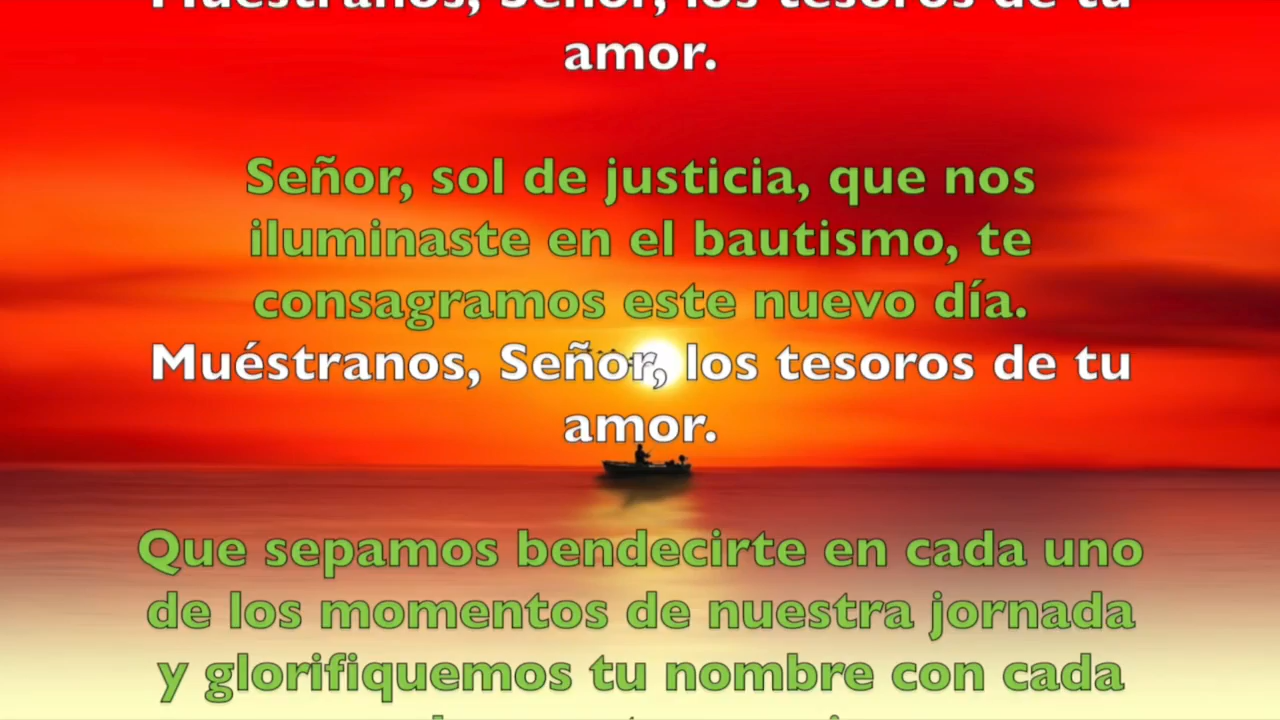 Muéstranos, Señor, los tesoros de tu
amor.
Señor, sol de justicia, que nos
iluminaste en el bautismo, te
consagramos este nuevo día.
Muéstranos, Señor, los tesoros de tu
amor.
Que sepamos bendecirte en cada uno
de los momentos de nuestra jornada
y glorifiquemos tu nombre con cada